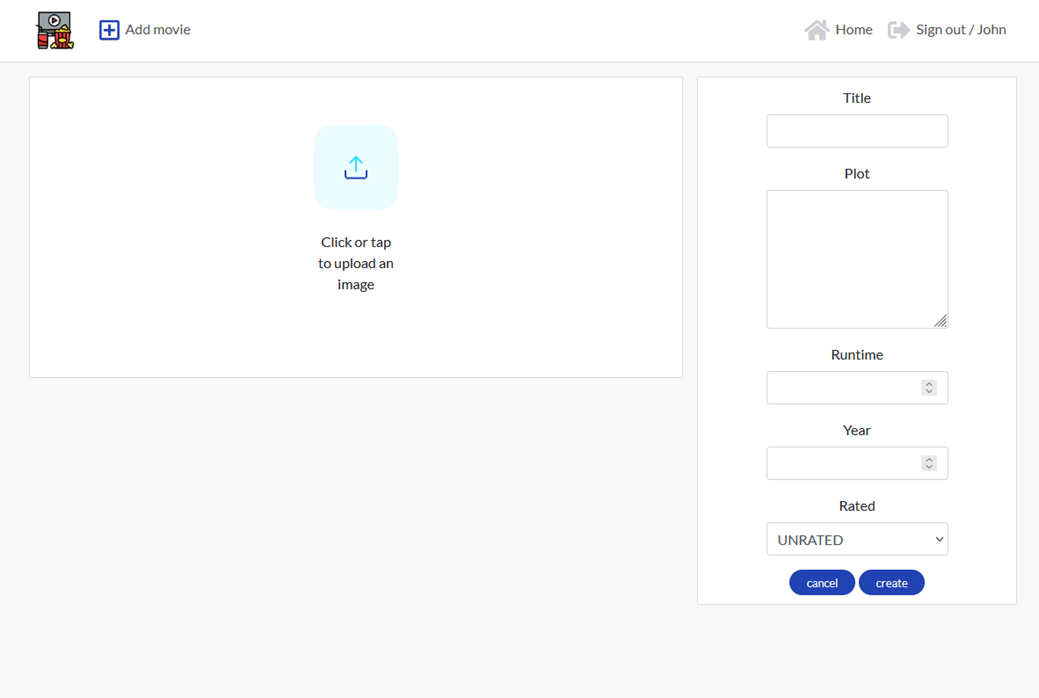 Add movie
Home
Sign out / John
Click or tap
to upload an
image
Title
Plot
Runtime
Year
Rated
UNRATED
cancel
create